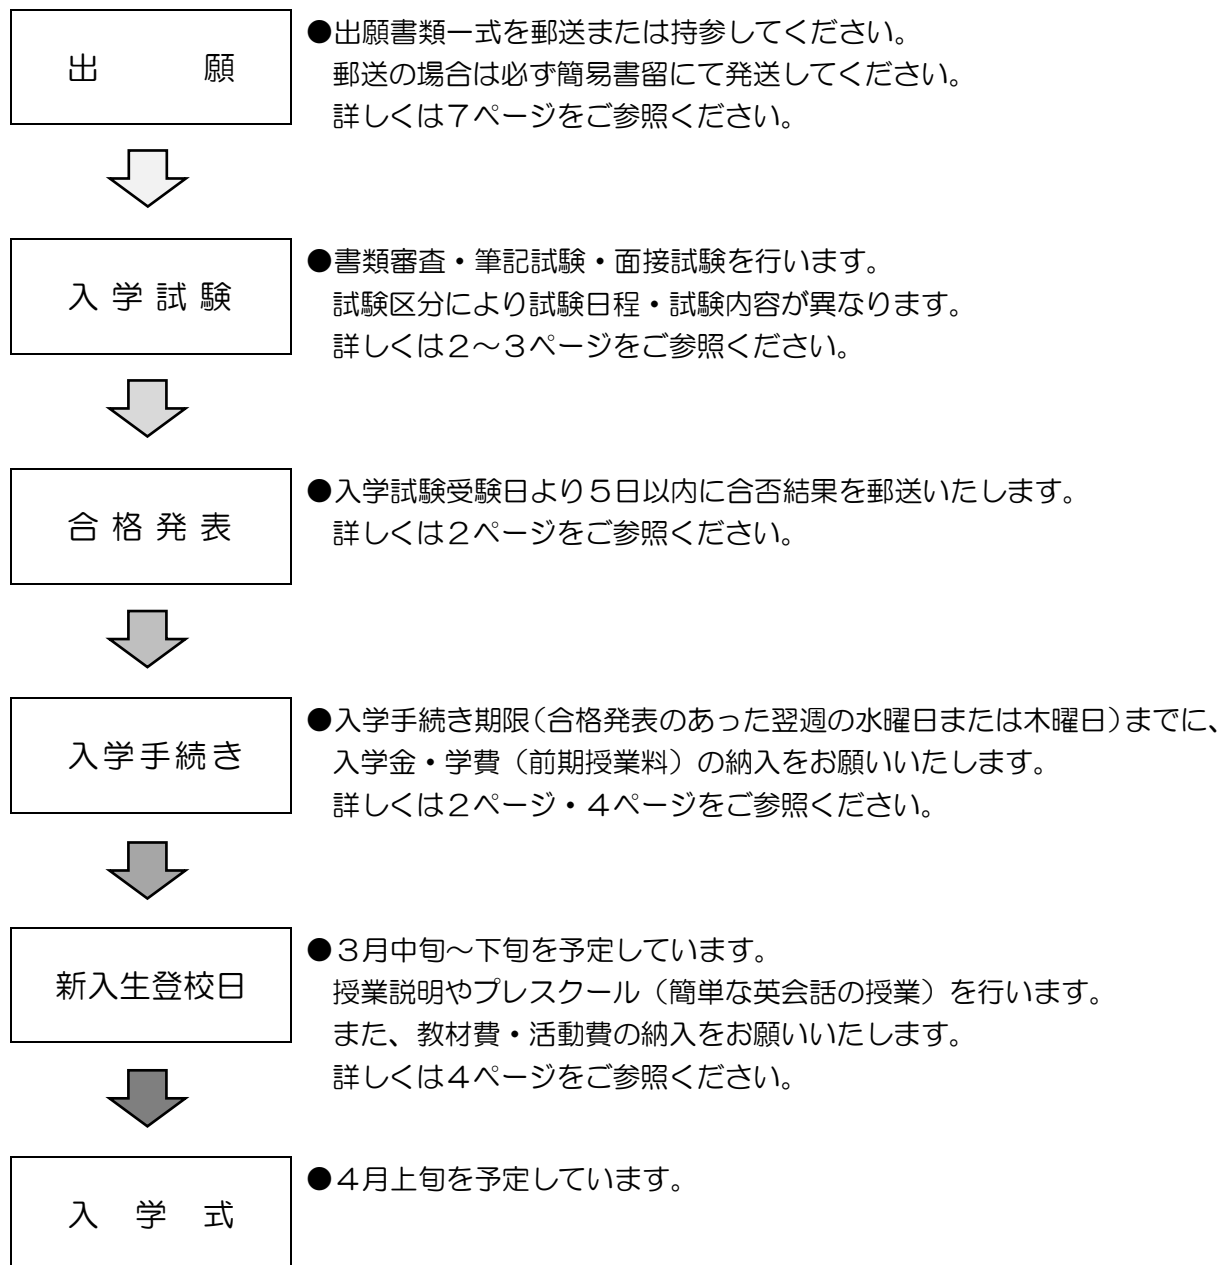 出　願
●出願書類一式を郵送または持参してください。
郵送の場合は必ず簡易書留にて発送してください。
詳しくは７ページをご参照ください。
入学試験
●書類審査・筆記試験・面接試験を行います。
試験区分により試験日程・試験内容が異なります。
詳しくは２～３ページをご参照ください。
合格発表
●入学試験受験日より５日以内に合否結果を郵送いたします。
詳しくは２ページをご参照ください。
入学手続き
●入学手続き期限（合格発表のあった翌週の水曜日または木曜日）までに、
入学金・学費（前期授業料）の納入をお願いいたします。
詳しくは２ページ・４ページをご参照ください。
新入生登校日
●３月中旬～下旬を予定しています。
授業説明やプレスクール（簡単な英会話の授業）を行います。
また、教材費・活動費の納入をお願いいたします。
詳しくは４ページをご参照ください。
入　学　式
●４月上旬を予定しています。